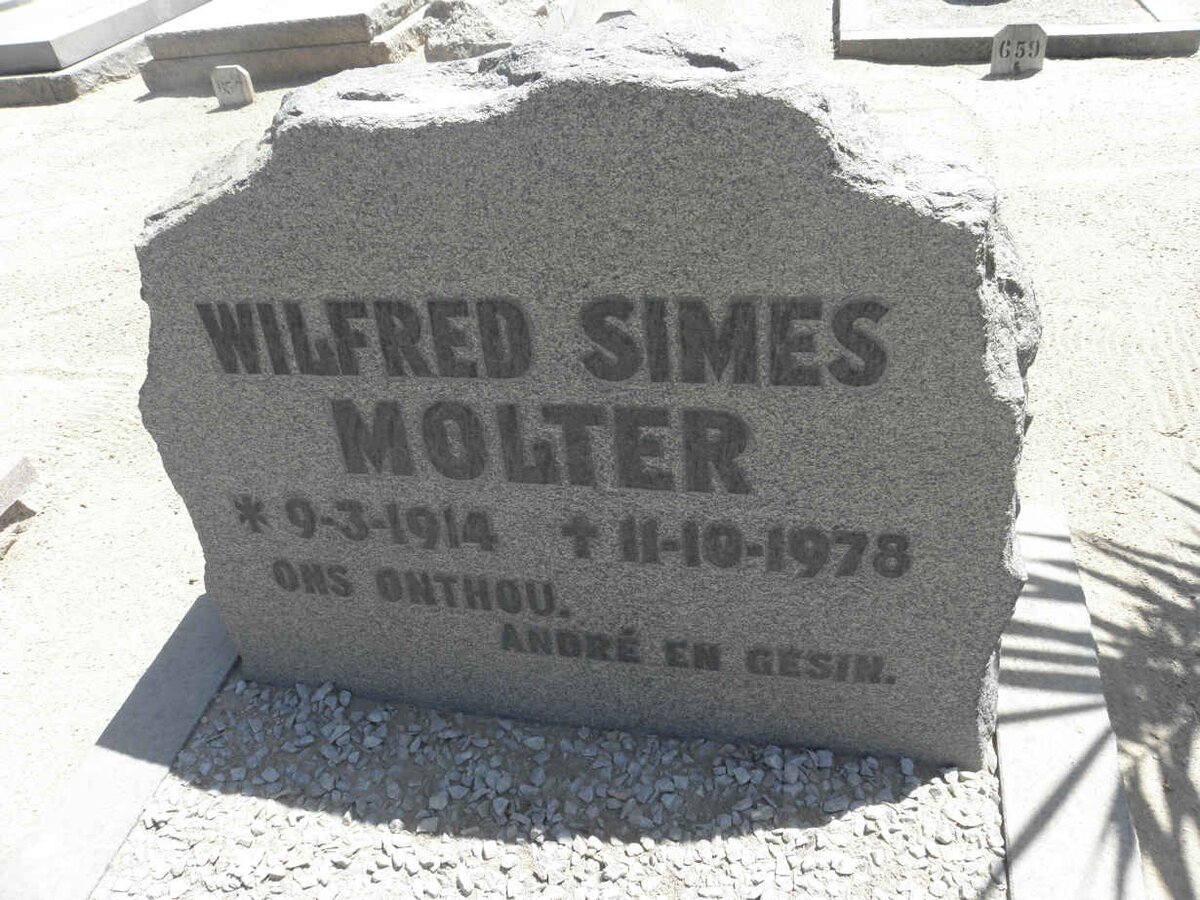 659
WILFRED SIMES
MOLTER
* 9-3-1914 ✝ 11-10-1978
ONS ONTHOU.
ANDRÉ EN GESIN.